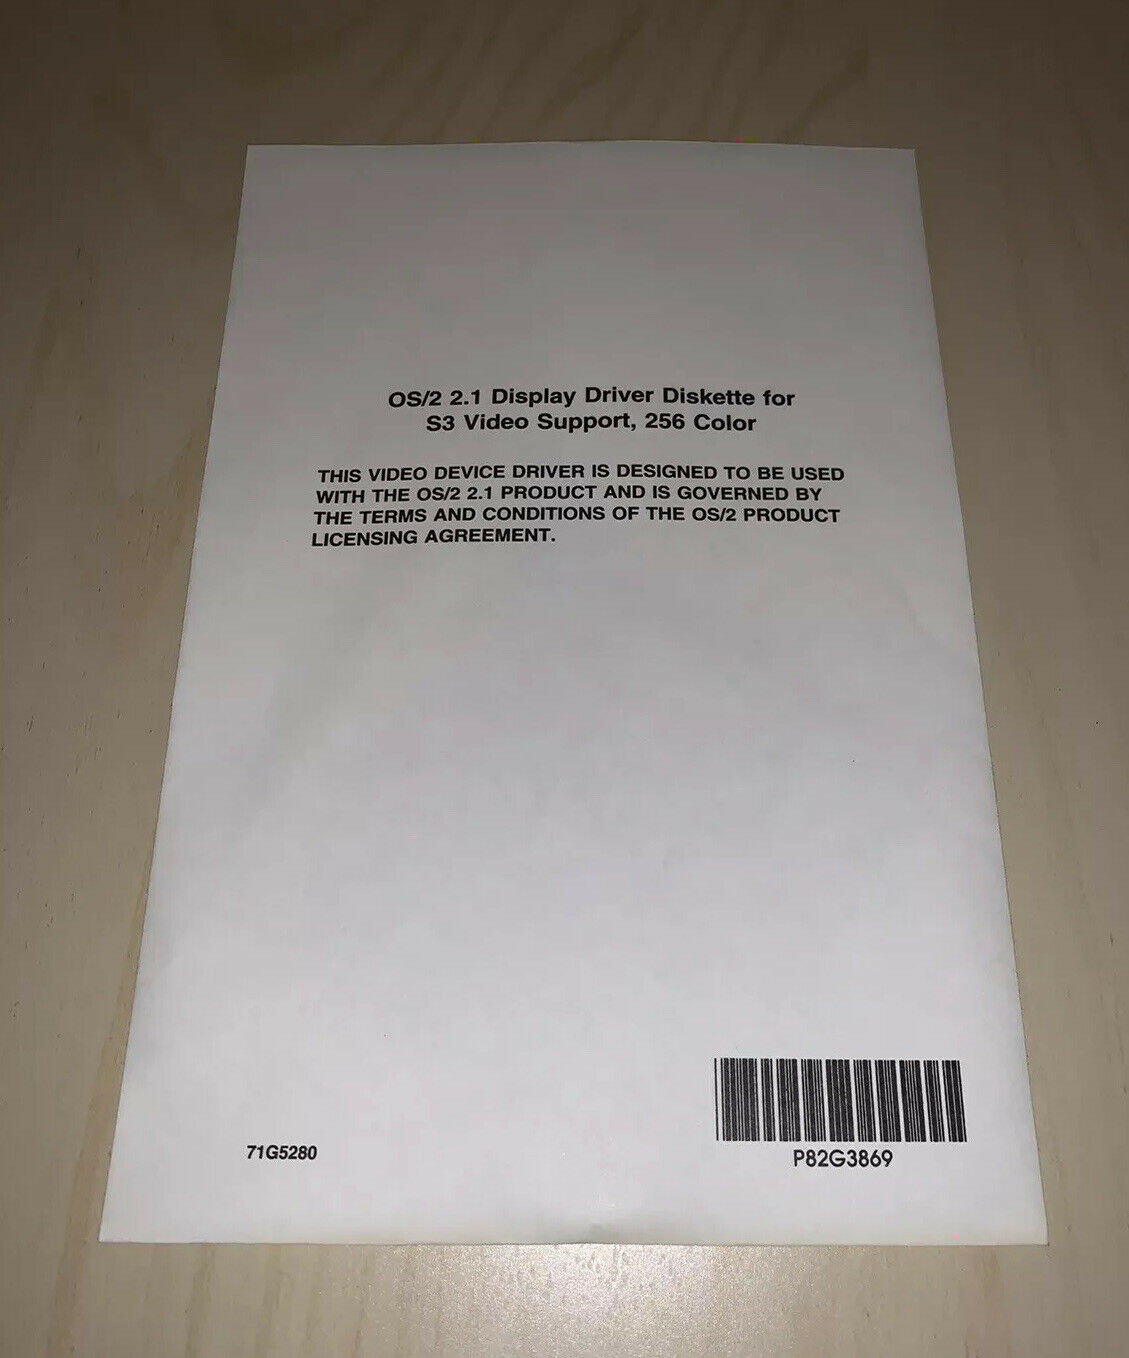 OS/2 2.1 Display Driver Diskette for
S3 Video Support, 256 Color
THIS VIDEO DEVICE DRIVER IS DESIGNED TO BE USED
WITH THE OS/2 2.1 PRODUCT AND IS GOVERNED BY
THE TERMS AND CONDITIONS OF THE OS/2 PRODUCT
LICENSING AGREEMENT.
71G5280
P82G3869